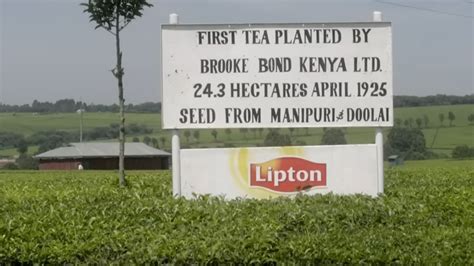 FIRST TEA PLANTED BY
BROOKE BOND KENYA LTD.
24.3 HECTARES APRIL 1925
SEED FROM MANIPURI & DOOLAI
Lipton